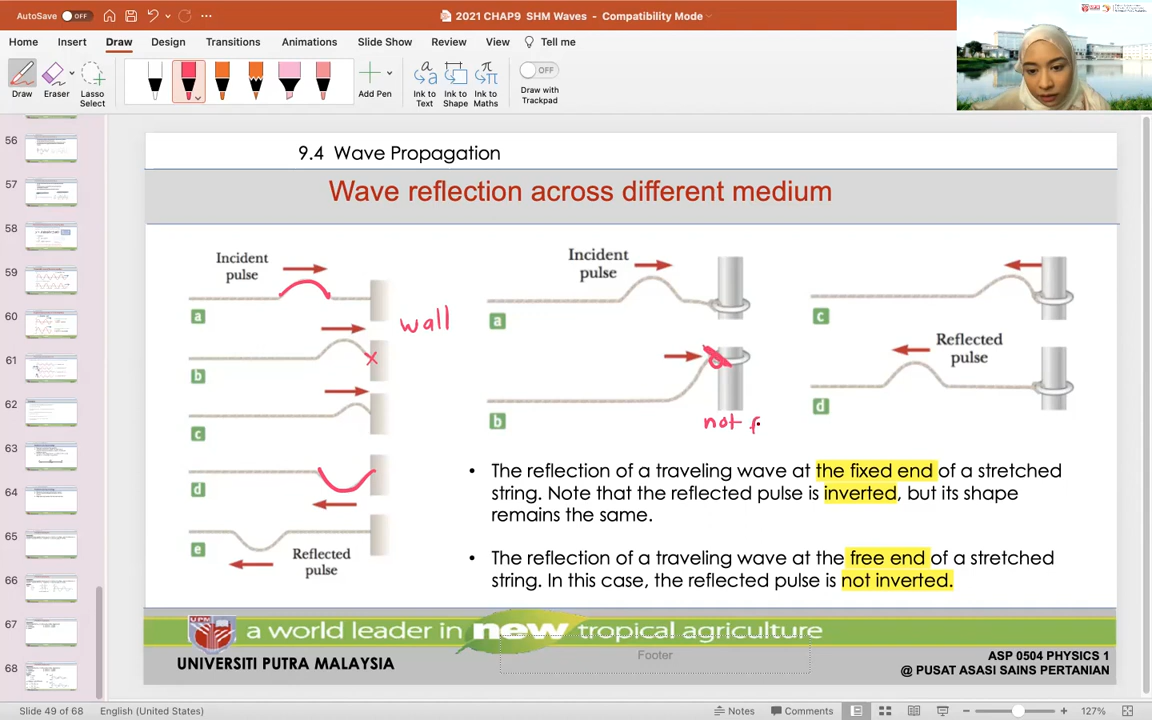 AutoSave OFF
2021 CHAP9 SHM Waves - Compatibility Mode
Home Insert Draw Design Transitions Animations Slide Show Review View Tell me
Draw Eraser Lasso Select Add Pen Ink to Text Ink to Shape Ink to Maths OFF Draw with Trackpad
56
57
58
59
60
61
62
63
64
65
66
67
68
9.4 Wave Propagation
Wave reflection across different medium
Incident pulse
a
wall
b
c
d
e
Reflected pulse
Incident pulse
a
b
not f
c
Reflected pulse
d
• The reflection of a traveling wave at the fixed end of a stretched
string. Note that the reflected pulse is inverted, but its shape
remains the same.
• The reflection of a traveling wave at the free end of a stretched
string. In this case, the reflected pulse is not inverted.
UPM
a world leader in new tropical agriculture
Footer
UNIVERSITI PUTRA MALAYSIA
ASP 0504 PHYSICS 1
@ PUSAT ASASI SAINS PERTANIAN
Slide 49 of 68 English (United States) Notes Comments 127%